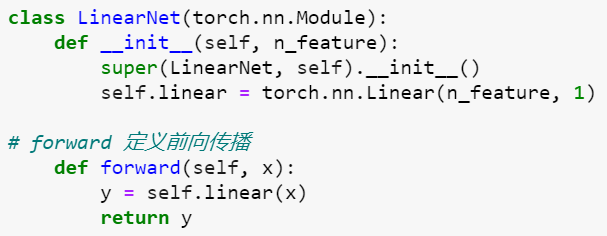 class LinearNet(torch.nn.Module):
    def __init__(self, n_feature):
        super(LinearNet, self).__init__()
        self.linear = torch.nn.Linear(n_feature, 1)

# forward 定义前向传播
    def forward(self, x):
        y = self.linear(x)
        return y